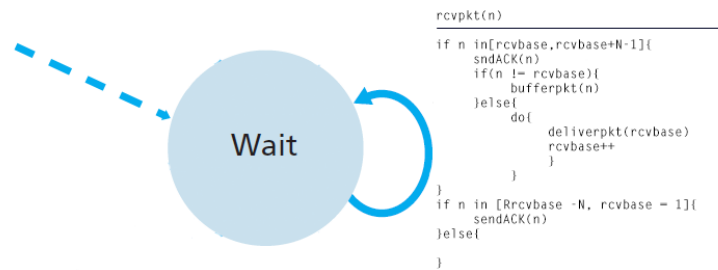 rcvpkt(n)
if n in[rcvbase,rcvbase+N-1]{
sndACK(n)
if(n != rcvbase){
bufferpkt(n)
}else{
do{
deliverpkt(rcvbase)
rcvbase++
}
}
}
if n in [Rrcvbase -N, rcvbase - 1]{
sendACK(n)
}else{
}
Wait